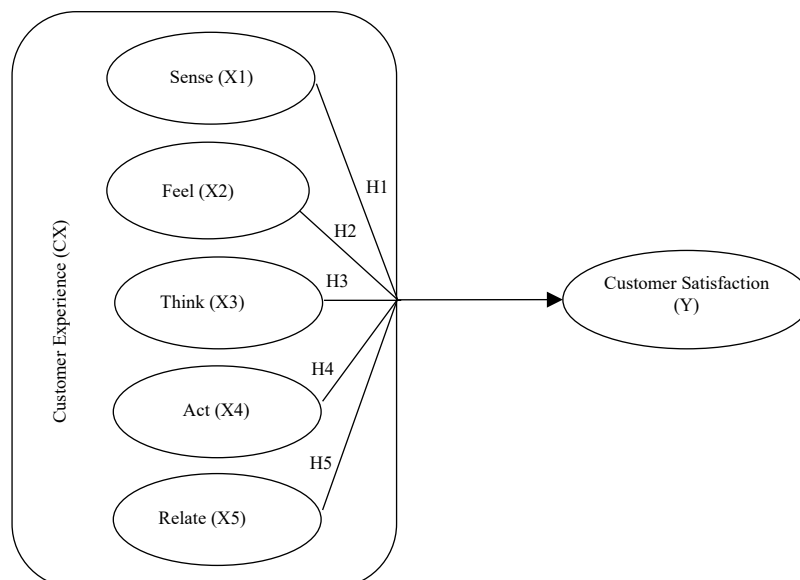 Customer Experience (CX)
Sense (X1)
H1
Feel (X2)
H2
Think (X3)
H3
Act (X4)
H4
Relate (X5)
H5
Customer Satisfaction
(Y)